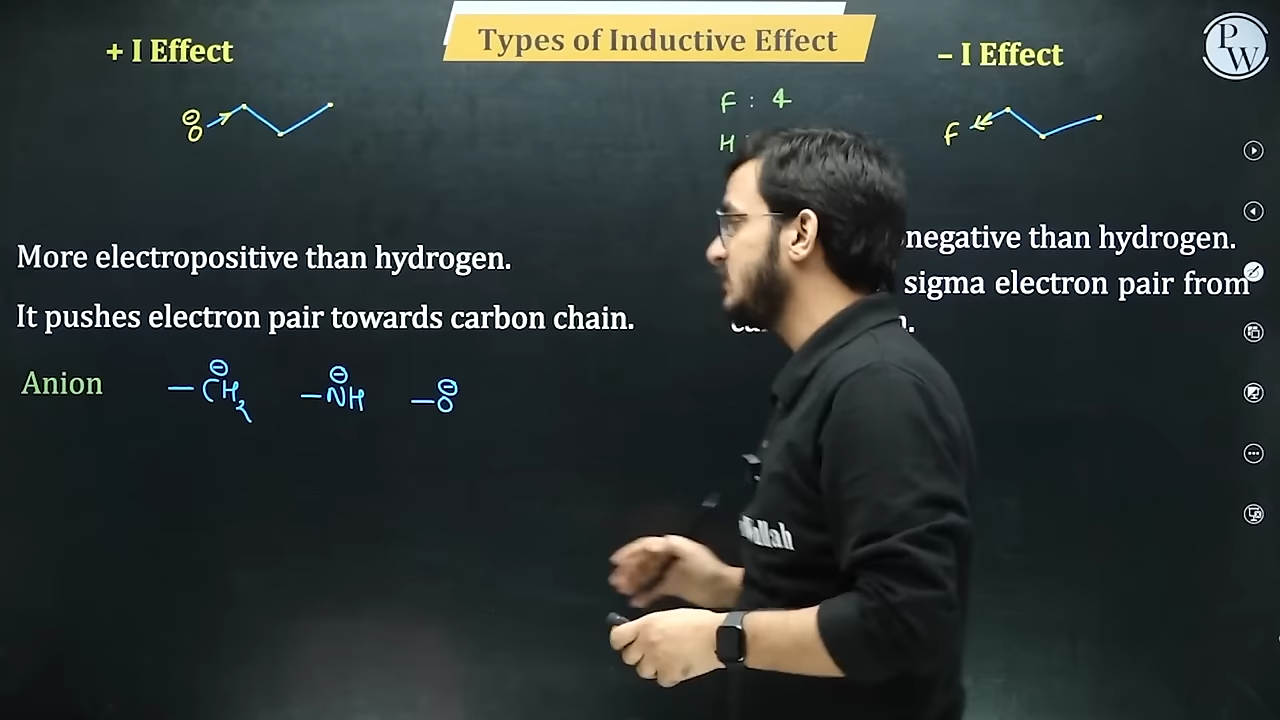 Types of Inductive Effect
+ I Effect
– I Effect
PW
F : 4
H
⊖
O
F
More electropositive than hydrogen.
negative than hydrogen.
sigma electron pair from
It pushes electron pair towards carbon chain.
Anion
⊖ ⊖ ⊖
–CH₂ –NH –O
Wallah